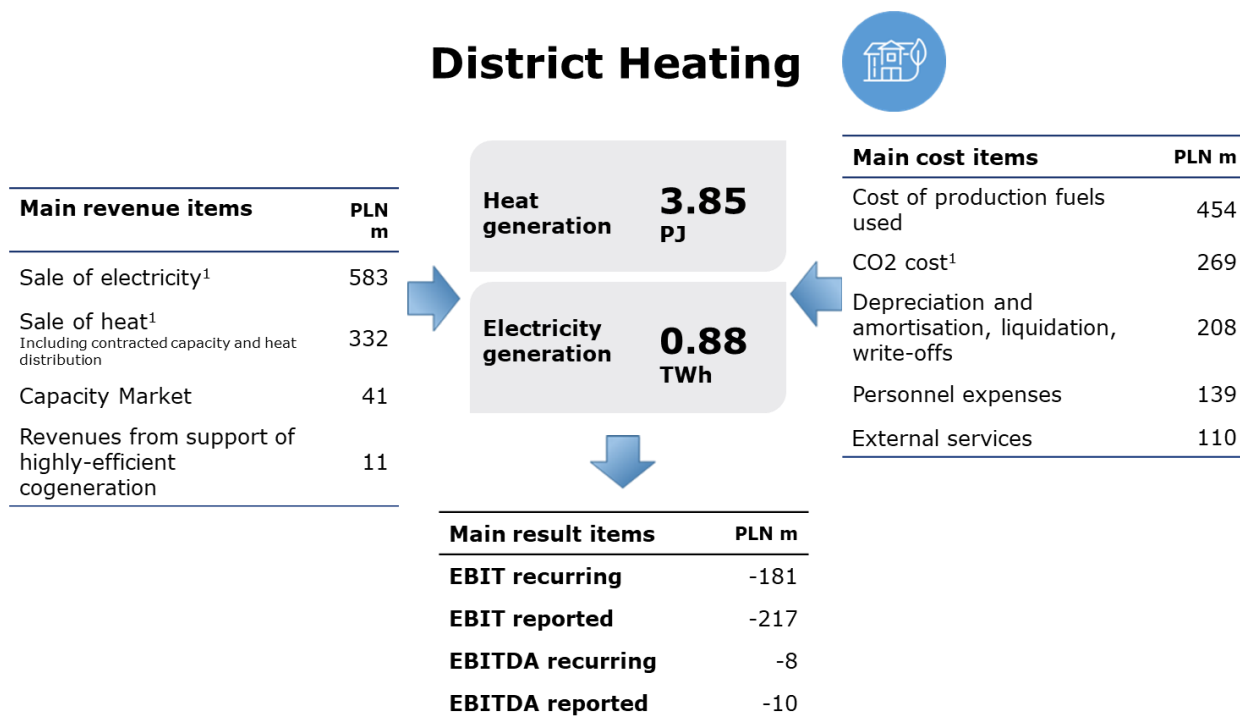 District Heating
Main revenue items PLN
m
Sale of electricity¹ 583
Sale of heat¹
Including contracted capacity and heat
distribution
332
Capacity Market 41
Revenues from support of
highly-efficient
cogeneration
11
Heat
generation
3.85
PJ
Electricity
generation
0.88
TWh
Main cost items PLN m
Cost of production fuels
used
454
CO2 cost¹ 269
Depreciation and
amortisation, liquidation,
write-offs
208
Personnel expenses 139
External services 110
Main result items PLN m
EBIT recurring -181
EBIT reported -217
EBITDA recurring -8
EBITDA reported -10